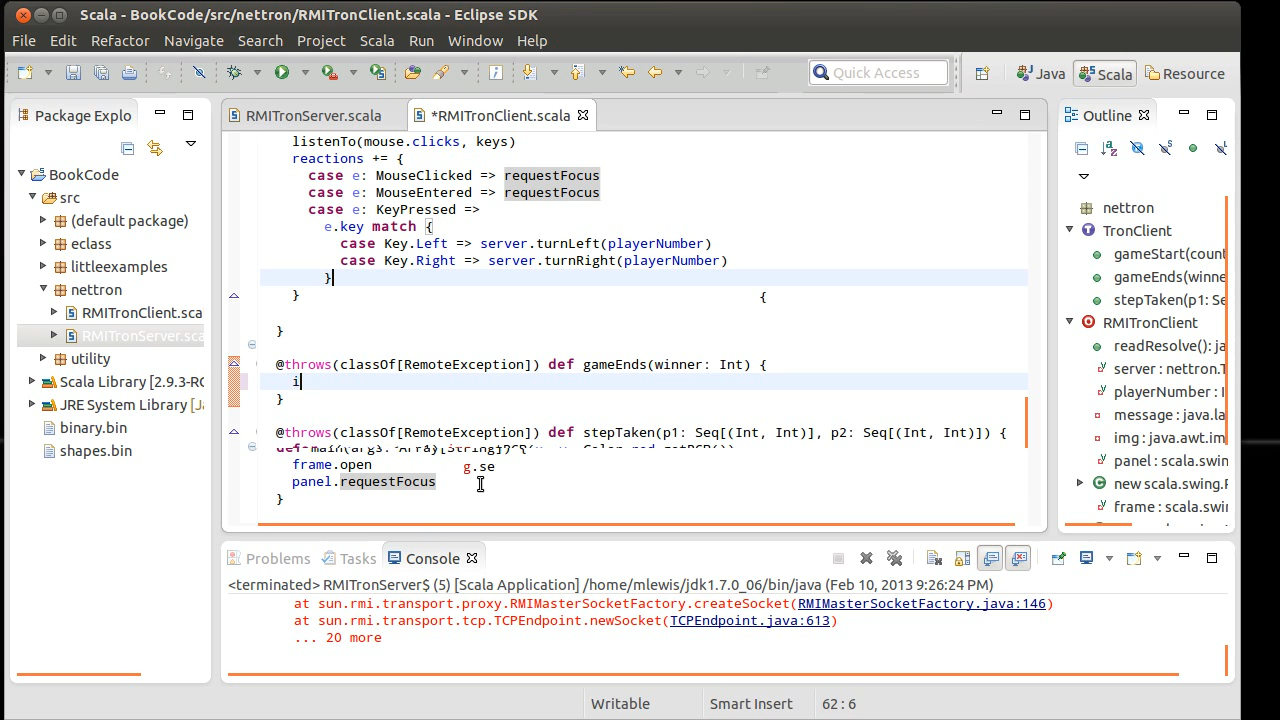 Scala - BookCode/src/nettron/RMITronClient.scala - Eclipse SDK
File Edit Refactor Navigate Search Project Scala Run Window Help
Quick Access
Java
Scala
Resource
Package Explo
RMITronServer.scala
*RMITronClient.scala
Outline
BookCode
src
(default package)
eclass
littleexamples
nettron
RMITronClient.sca
RMITronServer.sca
utility
Scala Library [2.9.3-RC
JRE System Library [Ja
binary.bin
shapes.bin
listenTo(mouse.clicks, keys)
reactions += {
case e: MouseClicked => requestFocus
case e: MouseEntered => requestFocus
case e: KeyPressed =>
e.key match {
case Key.Left => server.turnLeft(playerNumber)
case Key.Right => server.turnRight(playerNumber)
}
} {
}
@throws(classOf[RemoteException]) def gameEnds(winner: Int) {
i
}
@throws(classOf[RemoteException]) def stepTaken(p1: Seq[(Int, Int)], p2: Seq[(Int, Int)]) {
frame.open g.se
panel.requestFocus
}
nettron
TronClient
gameStart(count
gameEnds(winne
stepTaken(p1: Se
RMITronClient
readResolve(): ja
server : nettron.T
playerNumber : I
message : java.la
img : java.awt.im
panel : scala.swin
new scala.swing.F
frame : scala.swin
Problems
Tasks
Console
<terminated> RMITronServer$ (5) [Scala Application] /home/mlewis/jdk1.7.0_06/bin/java (Feb 10, 2013 9:26:24 PM)
at sun.rmi.transport.proxy.RMIMasterSocketFactory.createSocket(RMIMasterSocketFactory.java:146)
at sun.rmi.transport.tcp.TCPEndpoint.newSocket(TCPEndpoint.java:613)
... 20 more
Writable
Smart Insert
62 : 6